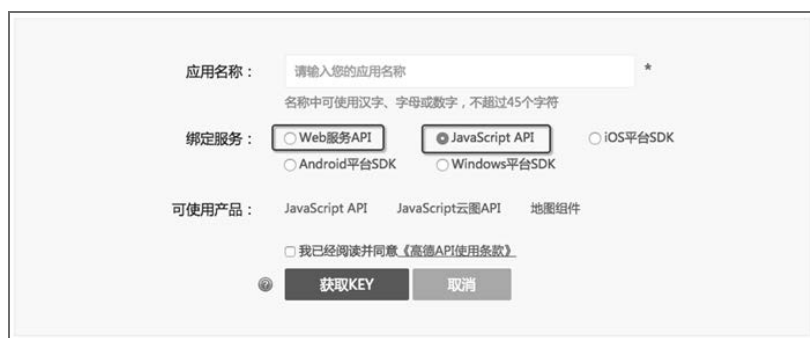 应用名称： 请输入您的应用名称 *
名称中可使用汉字、字母或数字，不超过45个字符
绑定服务： Web服务API JavaScript API iOS平台SDK
Android平台SDK Windows平台SDK
可使用产品： JavaScript API JavaScript云图API 地图组件
我已经阅读并同意《高德API使用条款》
? 获取KEY 取消